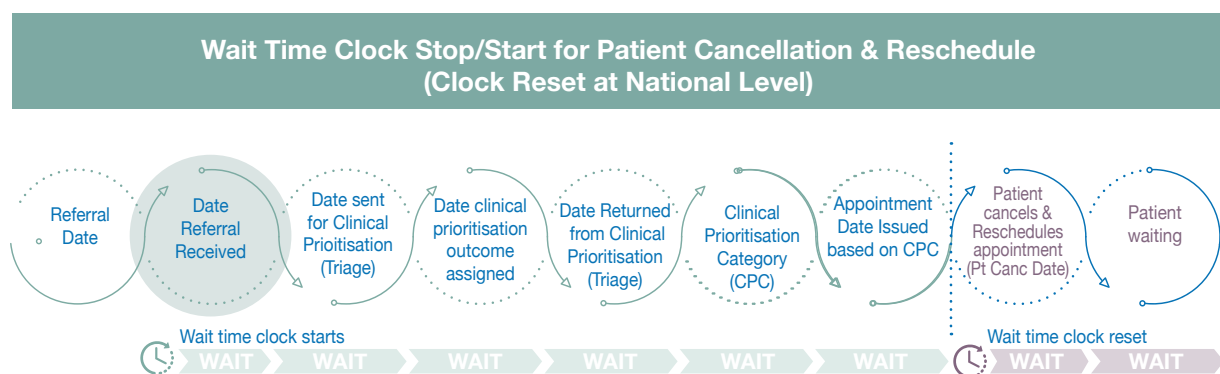 Wait Time Clock Stop/Start for Patient Cancellation & Reschedule
(Clock Reset at National Level)
Referral
Date
Date
Referral
Received
Date sent
for Clinical
Prioitisation
(Triage)
Date clinical
prioritisation
outcome
assigned
Date Returned
from Clinical
Prioitisation
(Triage)
Clinical
Prioritisation
Category
(CPC)
Appointment
Date Issued
based on CPC
Patient
cancels &
Reschedules
appointment
(Pt Canc Date)
Patient
waiting
Wait time clock starts
WAIT
WAIT
WAIT
WAIT
WAIT
WAIT
Wait time clock reset
WAIT
WAIT